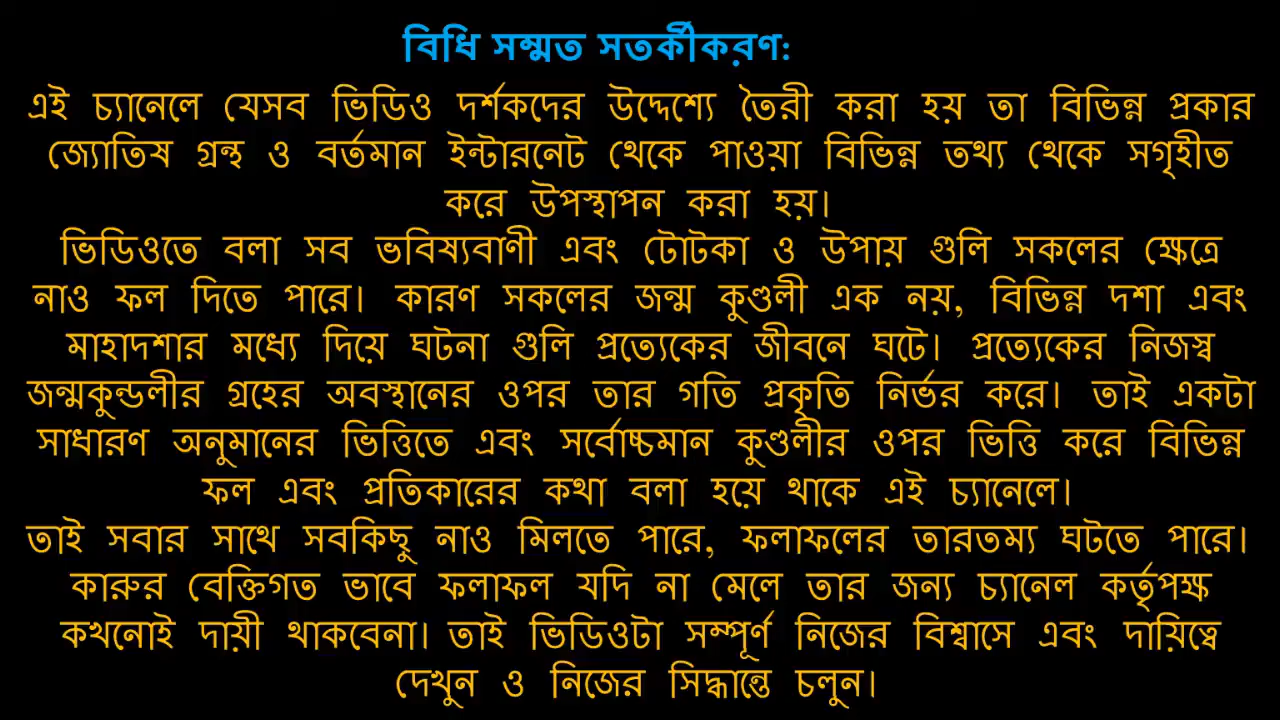 বিধি সম্মত সতর্কীকরণ:
এই চ্যানেলে যেসব ভিডিও দর্শকদের উদ্দেশ্যে তৈরী করা হয় তা বিভিন্ন প্রকার
জ্যোতিষ গ্রন্থ ও বর্তমান ইন্টারনেট থেকে পাওয়া বিভিন্ন তথ্য থেকে সগৃহীত
করে উপস্থাপন করা হয়।
ভিডিওতে বলা সব ভবিষ্যবাণী এবং টোটকা ও উপায় গুলি সকলের ক্ষেত্রে
নাও ফল দিতে পারে। কারণ সকলের জন্ম কুণ্ডলী এক নয়, বিভিন্ন দশা এবং
মাহাদশার মধ্যে দিয়ে ঘটনা গুলি প্রত্যেকের জীবনে ঘটে। প্রত্যেকের নিজস্ব
জন্মকুন্ডলীর গ্রহের অবস্থানের ওপর তার গতি প্রকৃতি নির্ভর করে। তাই একটা
সাধারণ অনুমানের ভিত্তিতে এবং সর্বোচ্চমান কুণ্ডলীর ওপর ভিত্তি করে বিভিন্ন
ফল এবং প্রতিকারের কথা বলা হয়ে থাকে এই চ্যানেলে।
তাই সবার সাথে সবকিছু নাও মিলতে পারে, ফলাফলের তারতম্য ঘটতে পারে।
কারুর বেক্তিগত ভাবে ফলাফল যদি না মেলে তার জন্য চ্যানেল কর্তৃপক্ষ
কখনোই দায়ী থাকবেনা। তাই ভিডিওটা সম্পূর্ণ নিজের বিশ্বাসে এবং দায়িত্বে
দেখুন ও নিজের সিদ্ধান্তে চলুন।